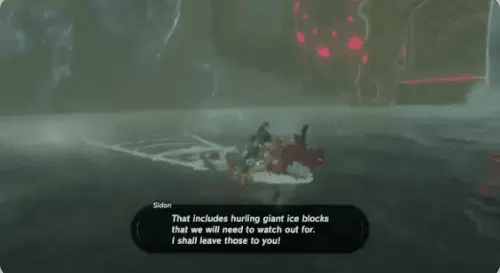 Sidon
That includes hurling giant ice blocks
that we will need to watch out for.
I shall leave those to you!